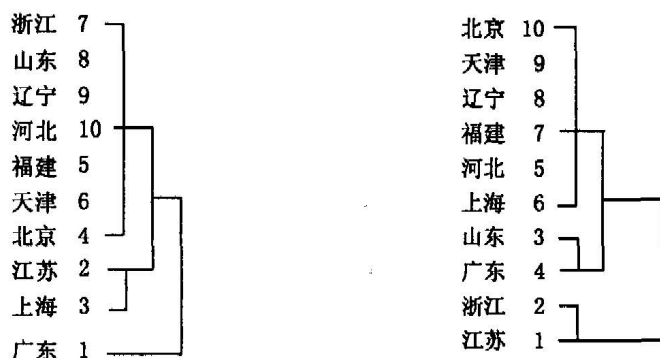 浙江 7
山东 8
辽宁 9
河北 10
福建 5
天津 6
北京 4
江苏 2
上海 3
广东 1
北京 10
天津 9
辽宁 8
福建 7
河北 5
上海 6
山东 3
广东 4
浙江 2
江苏 1